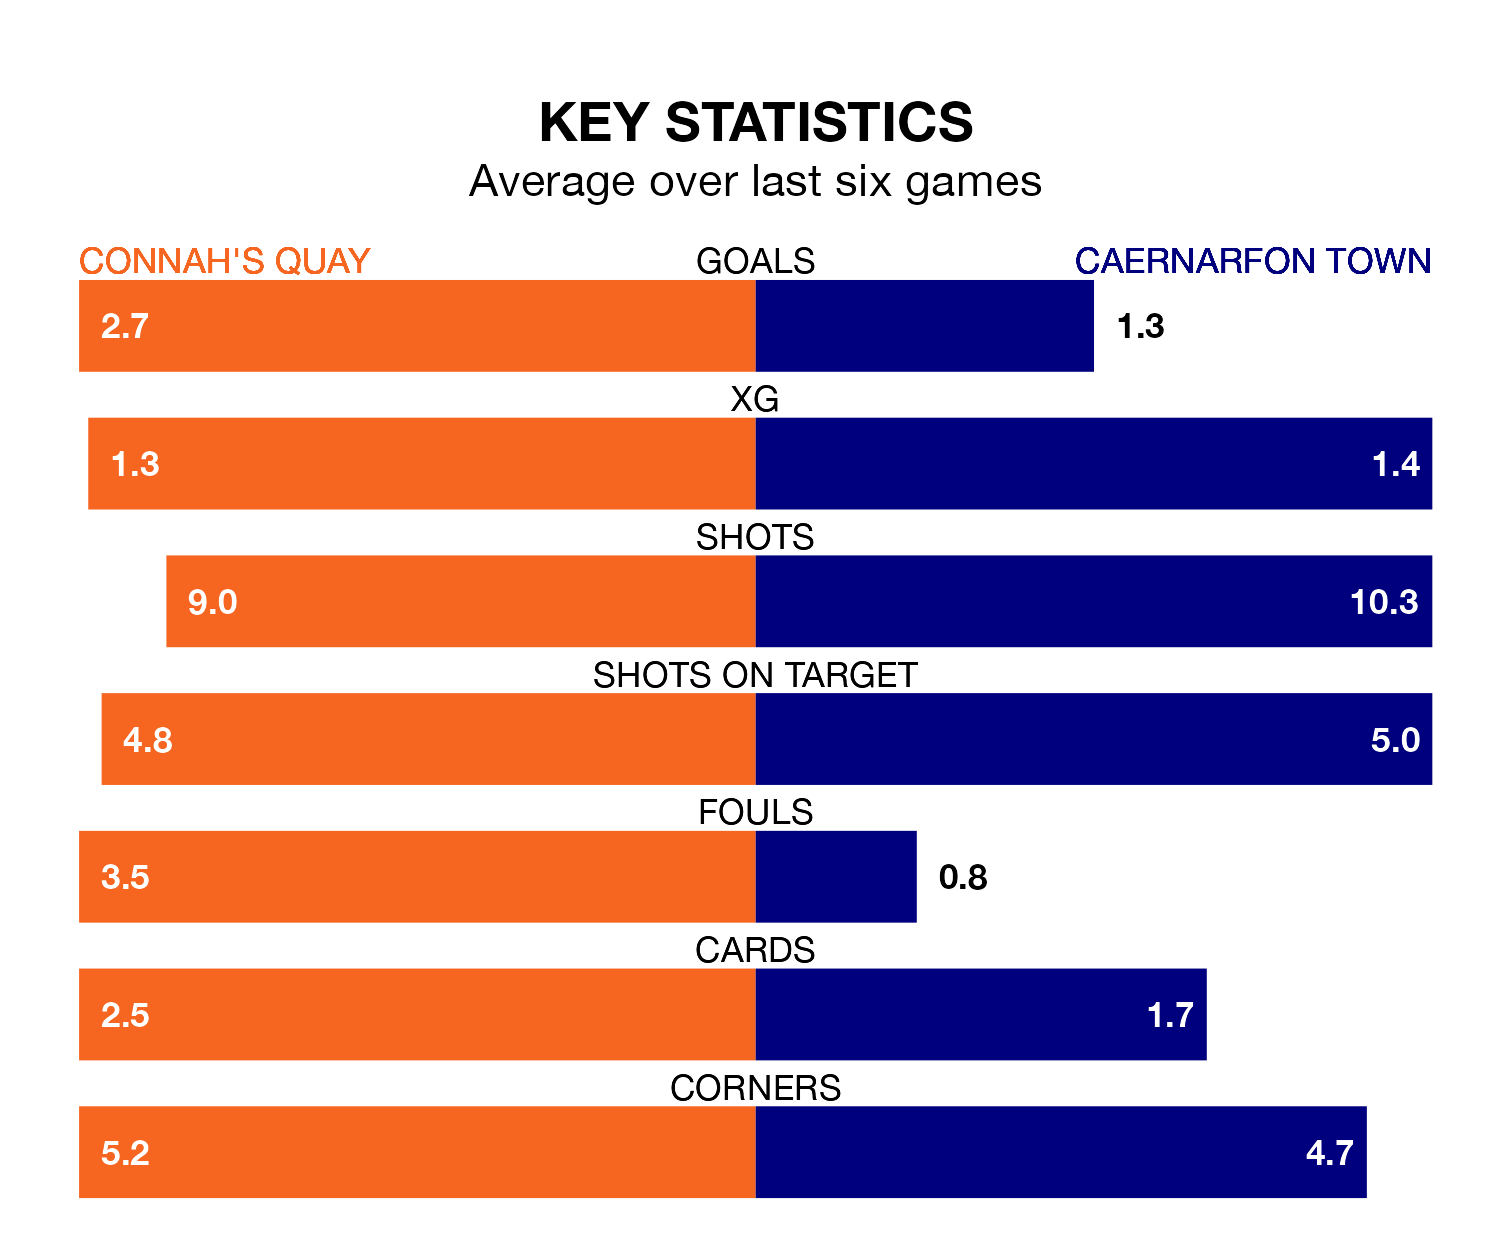 KEY STATISTICS
Average over last six games
CONNAH'S QUAY GOALS CAERNARFON TOWN
2.7 1.3
XG
1.3 1.4
SHOTS
9.0 10.3
SHOTS ON TARGET
4.8 5.0
FOULS
3.5 0.8
CARDS
2.5 1.7
CORNERS
5.2 4.7